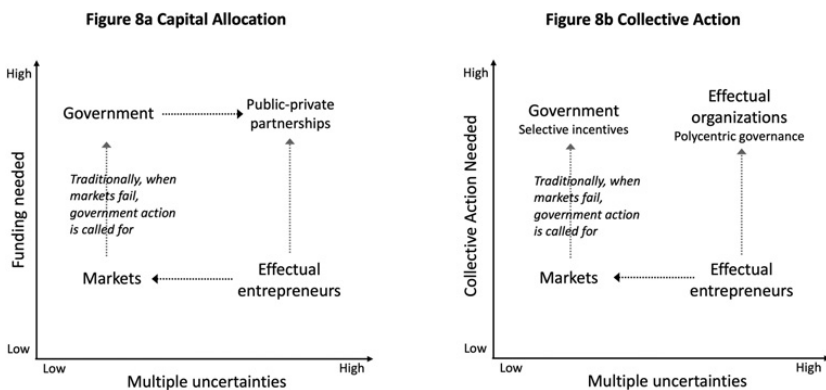 Figure 8a Capital Allocation
High
Funding needed
Low
Government
Public-private
partnerships
Traditionally, when
markets fail,
government action
is called for
Markets
Effectual
entrepreneurs
Low
High
Multiple uncertainties
Figure 8b Collective Action
High
Collective Action Needed
Low
Government
Selective incentives
Effectual
organizations
Polycentric governance
Traditionally, when
markets fail,
government action
is called for
Markets
Effectual
entrepreneurs
Low
High
Multiple uncertainties